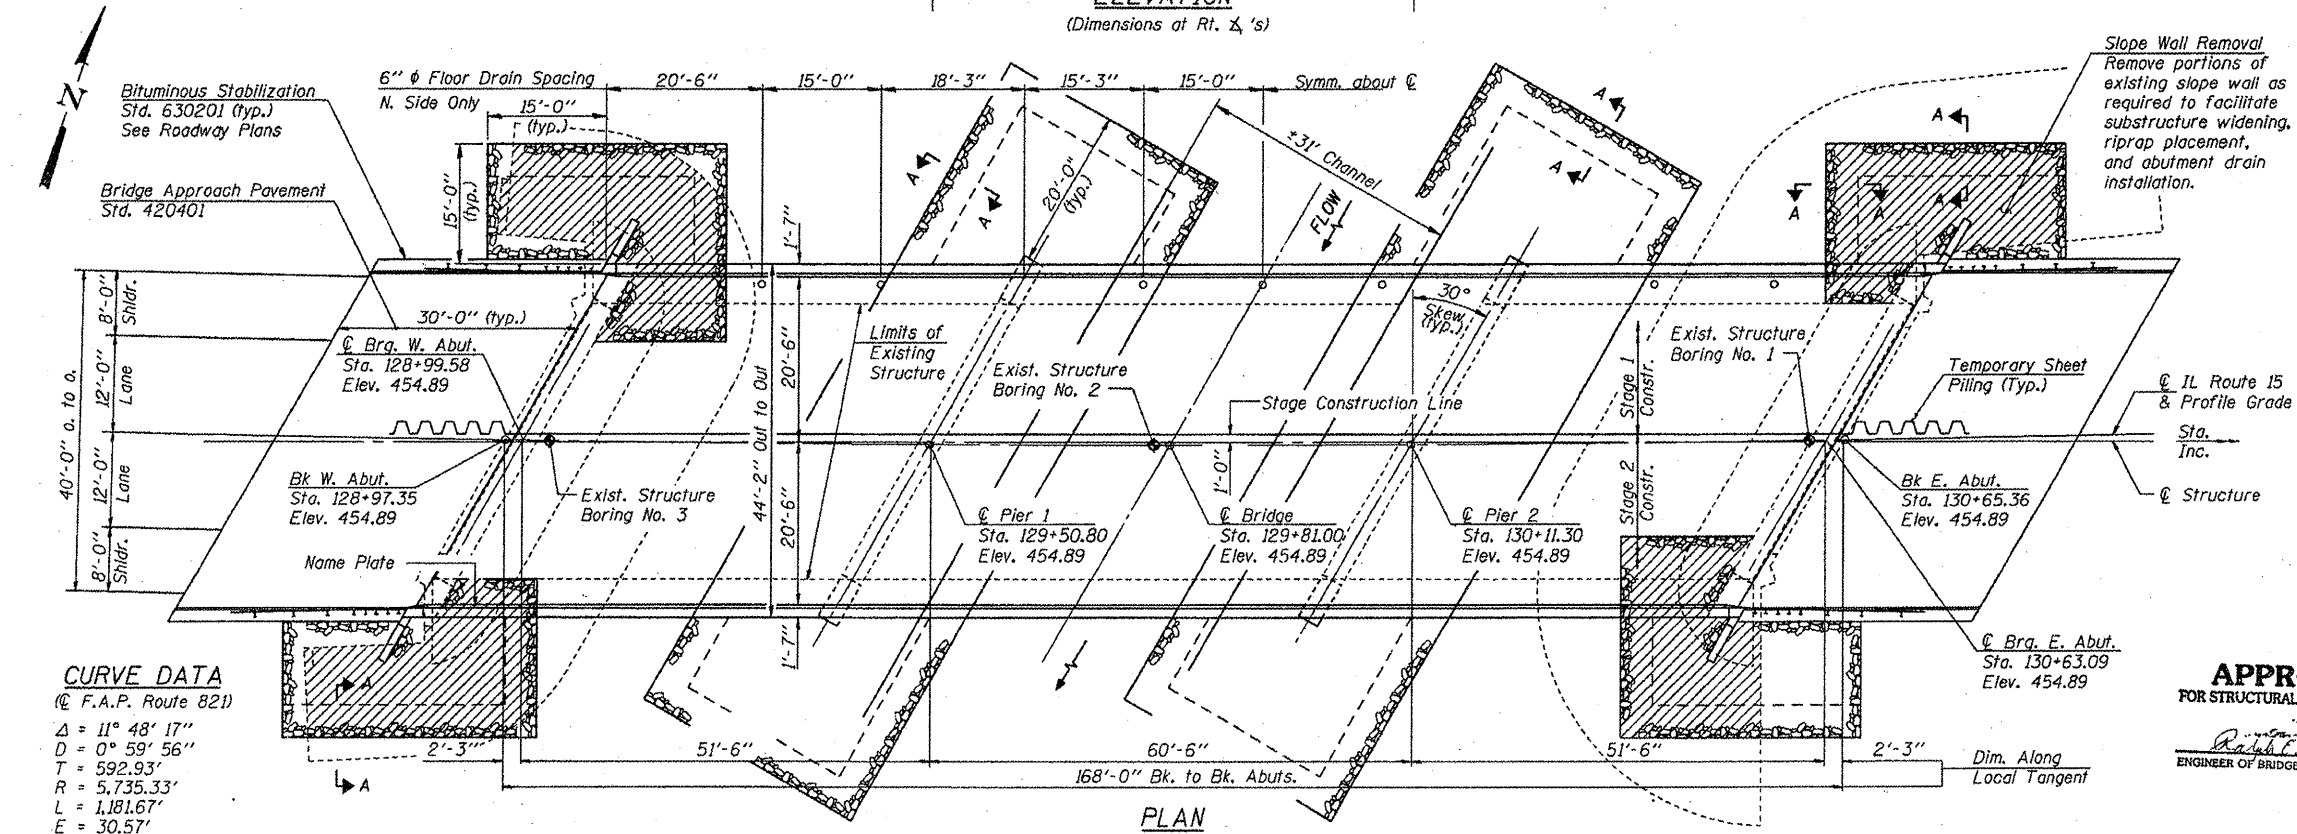 ELEVATION
(Dimensions at Rt. ∡'s)
N
Bituminous Stabilization
Std. 630201 (typ.)
See Roadway Plans
Bridge Approach Pavement
Std. 420401
6" ϕ Floor Drain Spacing
N. Side Only
15'-0"
(typ.)
15'-0"
(typ.)
20'-6"
15'-0"
18'-3"
15'-3"
15'-0"
Symm. about ℄
Slope Wall Removal
Remove portions of
existing slope wall as
required to facilitate
substructure widening,
riprap placement,
and abutment drain
installation.
A
A
20'-0"
(typ.)
±31' Channel
FLOW
A
A
A
A
A
A
1'-7"
40'-0" o. to o.
8'-0"
Shldr.
12'-0"
Lane
12'-0"
Lane
8'-0"
Shldr.
30'-0" (typ.)
℄ Brg. W. Abut.
Sta. 128+99.58
Elev. 454.89
Limits of
Existing
Structure
44'-2" Out to Out
20'-6"
20'-6"
1'-7"
30°
Skew
(typ.)
Exist. Structure
Boring No. 2
Stage Construction Line
1'-0"
Stage 1
Constr.
Stage 2
Constr.
Exist. Structure
Boring No. 1
Temporary Sheet
Piling (Typ.)
℄ IL Route 15
& Profile Grade
Sta.
Inc.
℄ Structure
Bk W. Abut.
Sta. 128+97.35
Elev. 454.89
Exist. Structure
Boring No. 3
Name Plate
℄ Pier 1
Sta. 129+50.80
Elev. 454.89
℄ Bridge
Sta. 129+81.00
Elev. 454.89
℄ Pier 2
Sta. 130+11.30
Elev. 454.89
Bk E. Abut.
Sta. 130+65.36
Elev. 454.89
℄ Brg. E. Abut.
Sta. 130+63.09
Elev. 454.89
CURVE DATA
(℄ F.A.P. Route 821)
Δ = 11° 48' 17"
D = 0° 59' 56"
T = 592.93'
R = 5,735.33'
L = 1,181.67'
E = 30.57'
A
A
2'-3"
51'-6"
60'-6"
51'-6"
2'-3"
168'-0" Bk. to Bk. Abuts.
Dim. Along
Local Tangent
PLAN
APPR
FOR STRUCTURAL
Ralph E.
ENGINEER OF BRIDGE